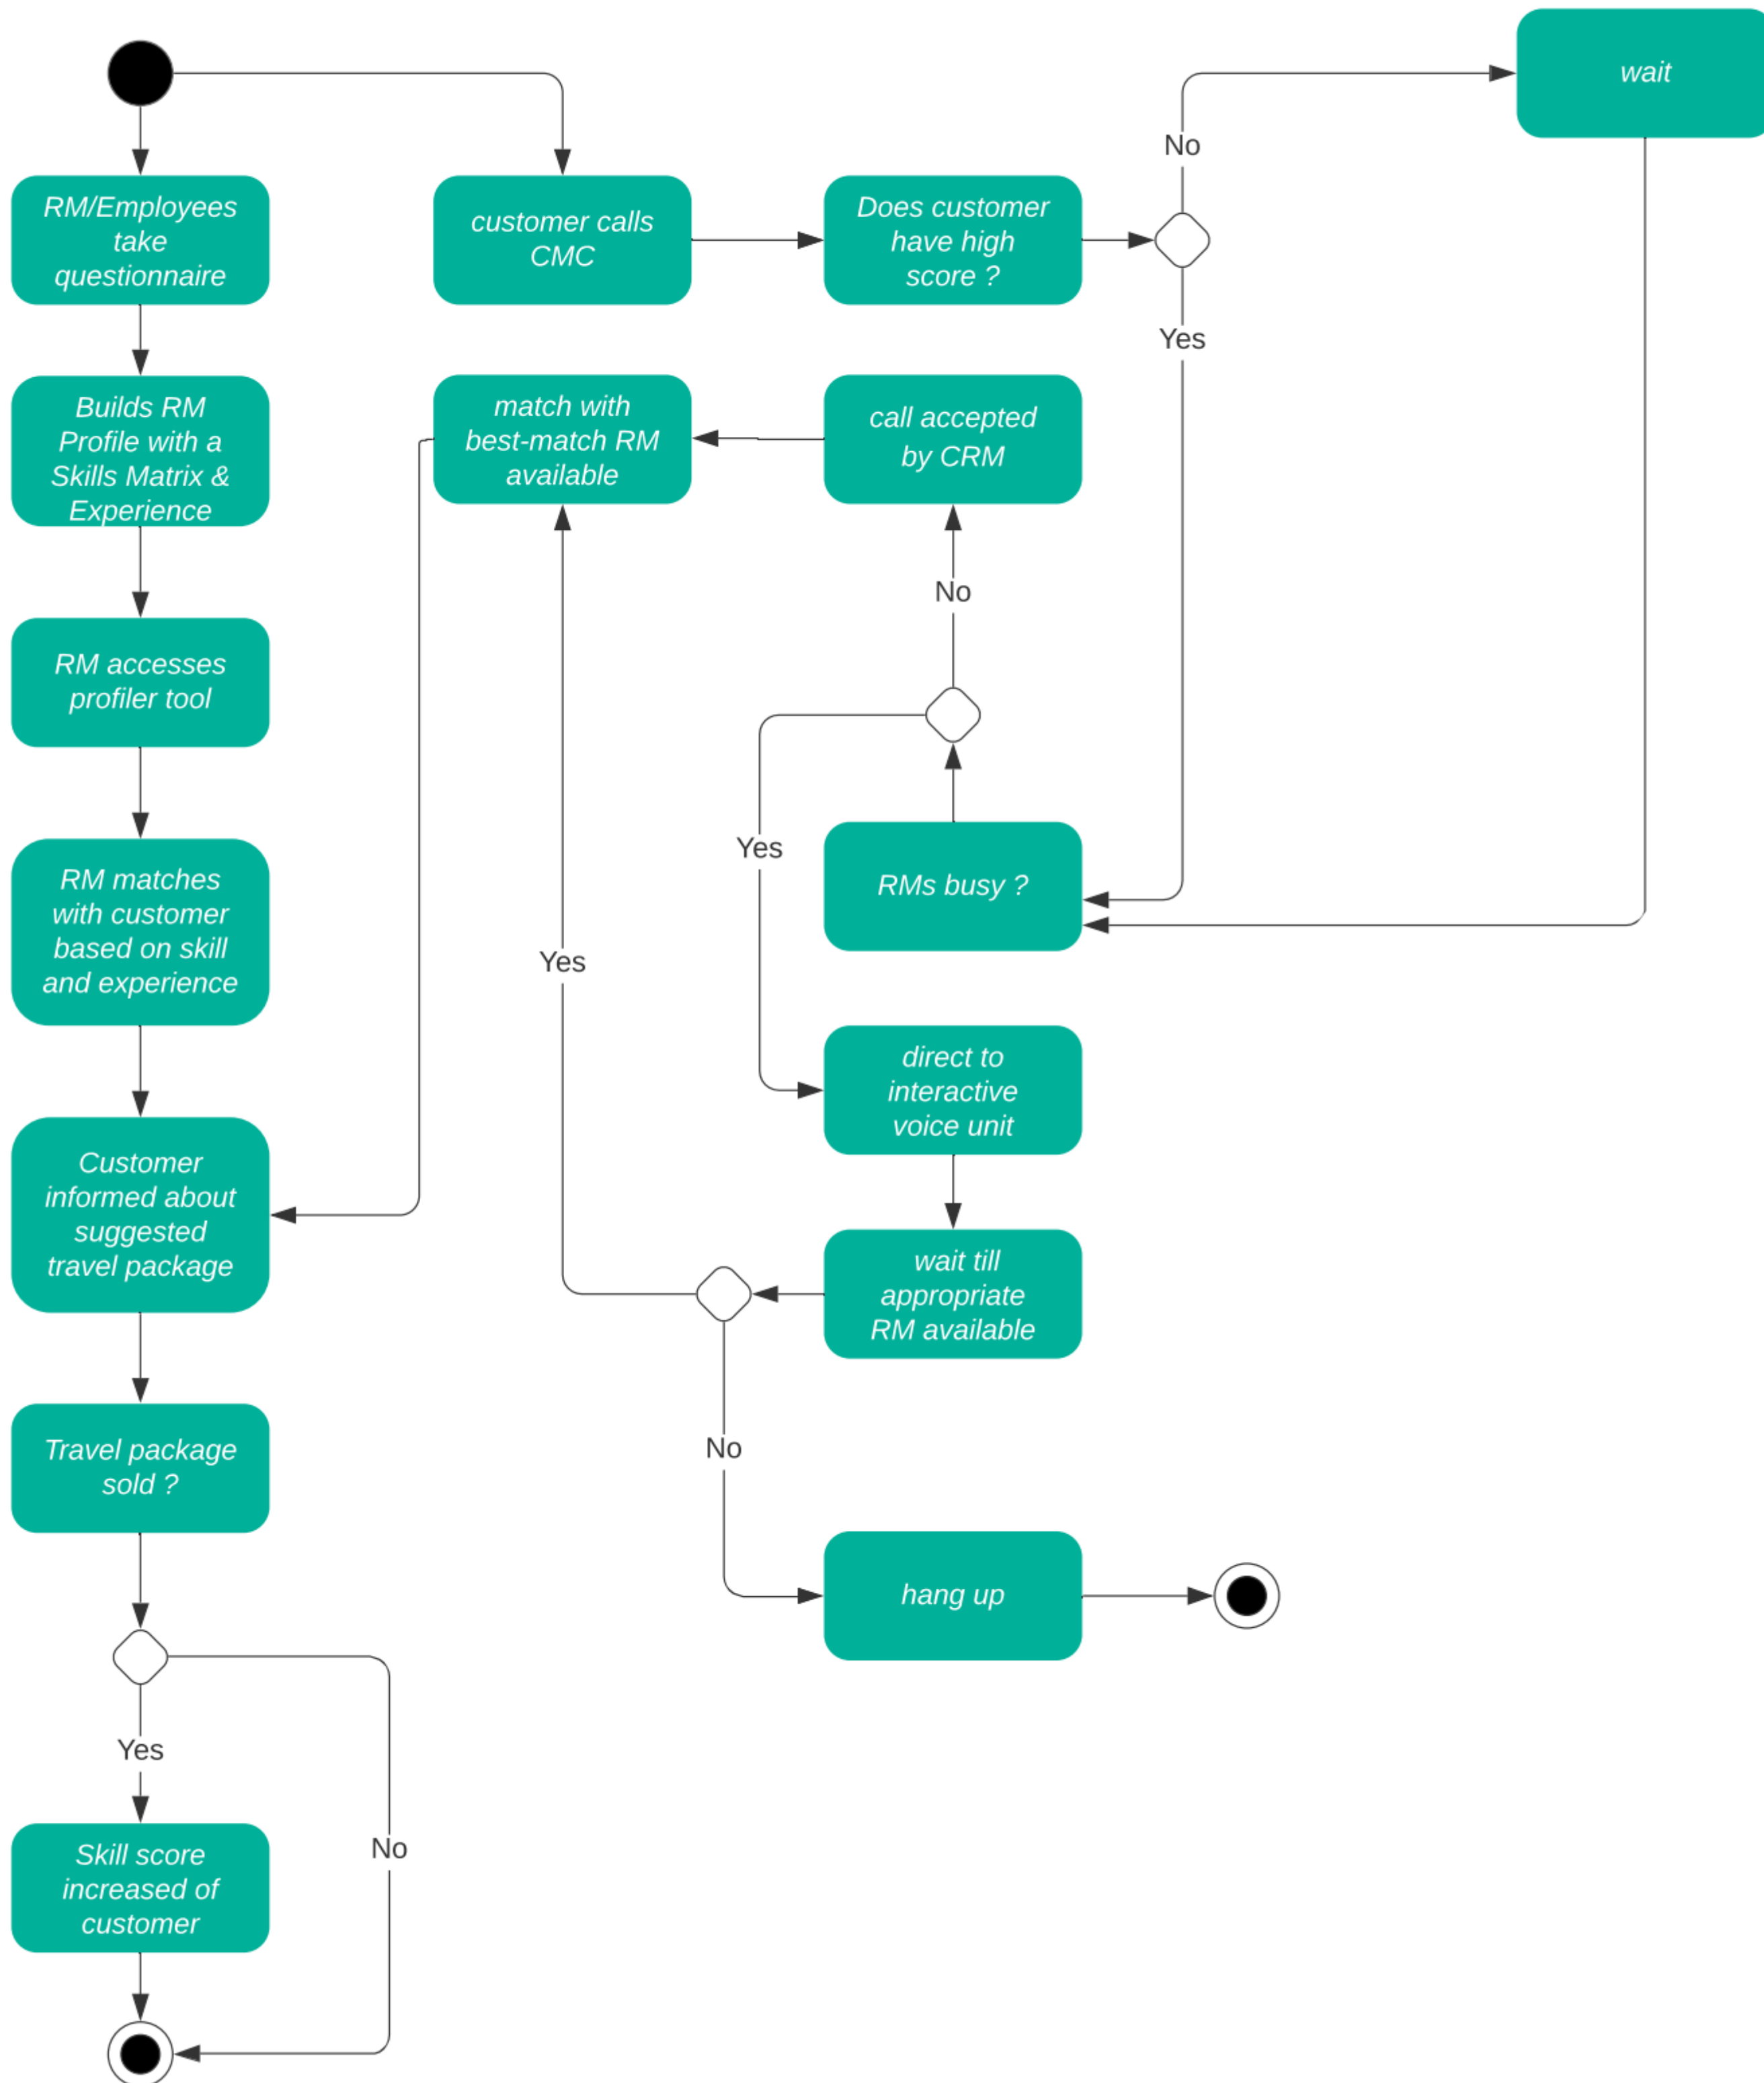 wait
No
RM/Employees
take
questionnaire
customer calls
CMC
Does customer
have high
score ?
Yes
Builds RM
Profile with a
Skills Matrix &
Experience
match with
best-match RM
available
call accepted
by CRM
No
RM accesses
profiler tool
Yes
RMs busy ?
RM matches
with customer
based on skill
and experience
Yes
direct to
interactive
voice unit
Customer
informed about
suggested
travel package
wait till
appropriate
RM available
Travel package
sold ?
No
hang up
Yes
No
Skill score
increased of
customer